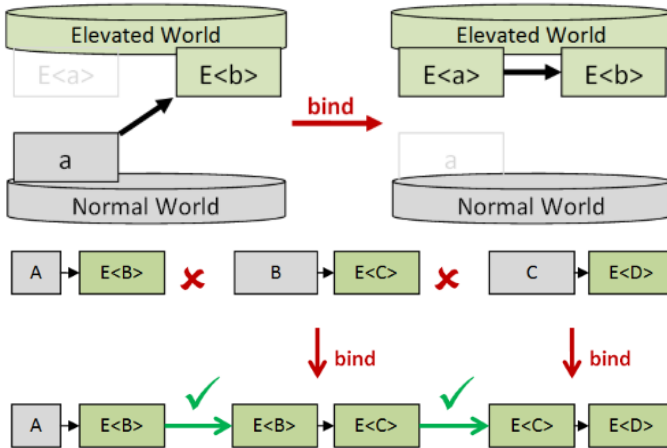 Elevated World
E<a>
E<b>
a
Normal World
bind
Elevated World
E<a>
E<b>
a
Normal World
A
E<B>
B
E<C>
C
E<D>
bind
bind
A
E<B>
E<B>
E<C>
E<C>
E<D>